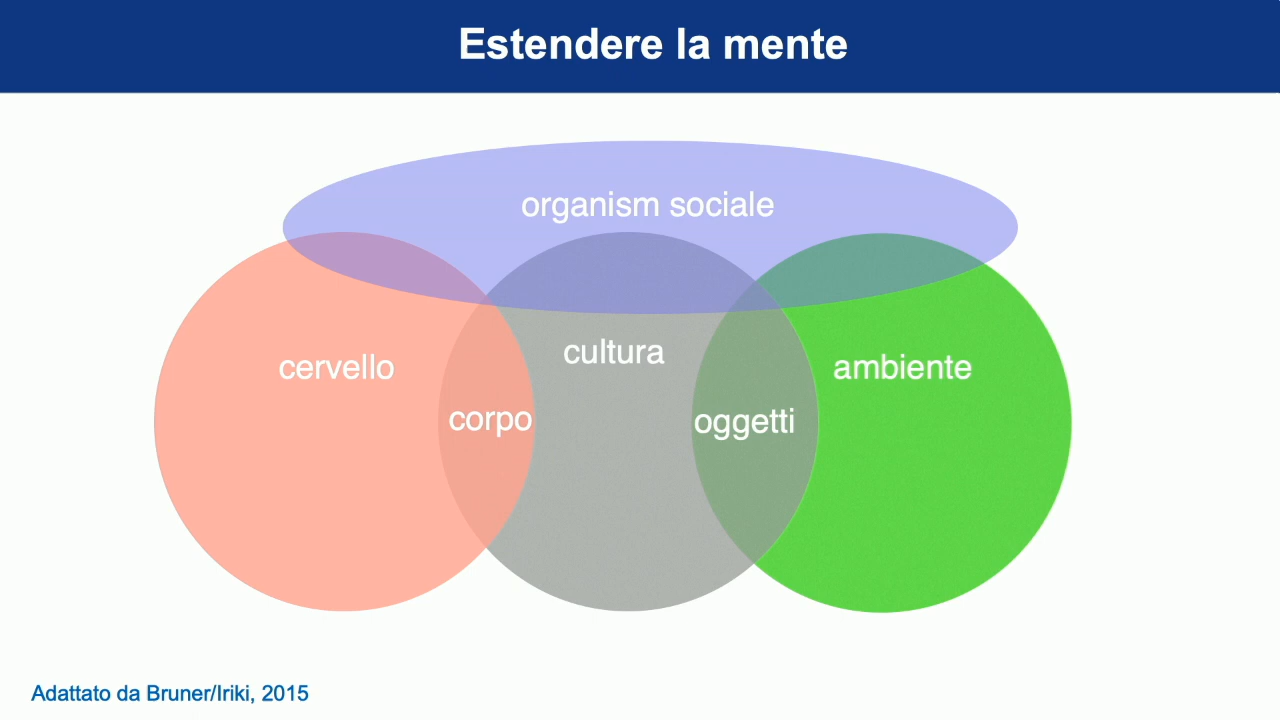 Estendere la mente
organism sociale
cervello
cultura
ambiente
corpo
oggetti
Adattato da Bruner/Iriki, 2015